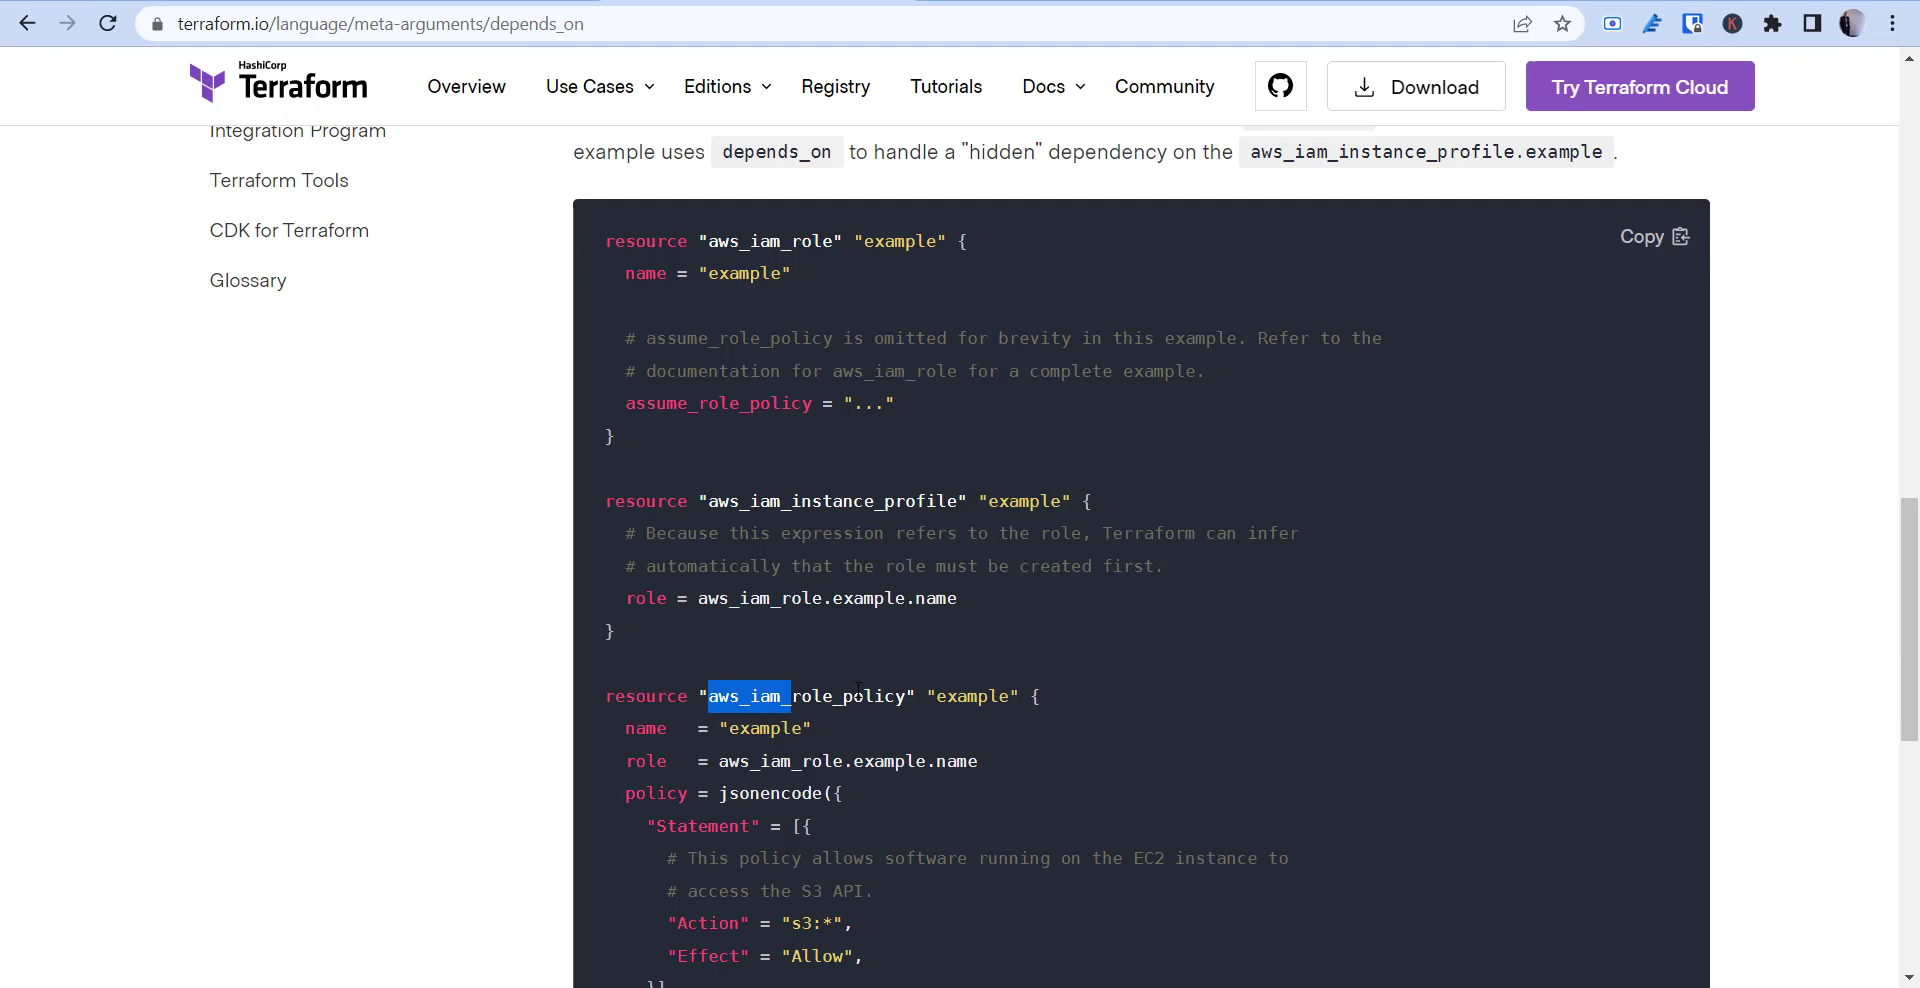 terraform.io/language/meta-arguments/depends_on
HashiCorp
Terraform
Overview
Use Cases
Editions
Registry
Tutorials
Docs
Community
Download
Try Terraform Cloud
Integration Program
Terraform Tools
CDK for Terraform
Glossary
example uses depends_on to handle a "hidden" dependency on the aws_iam_instance_profile.example.
Copy
resource "aws_iam_role" "example" {
  name = "example"

  # assume_role_policy is omitted for brevity in this example. Refer to the
  # documentation for aws_iam_role for a complete example.
  assume_role_policy = "..."
}

resource "aws_iam_instance_profile" "example" {
  # Because this expression refers to the role, Terraform can infer
  # automatically that the role must be created first.
  role = aws_iam_role.example.name
}

resource "aws_iam_role_policy" "example" {
  name   = "example"
  role   = aws_iam_role.example.name
  policy = jsonencode({
    "Statement" = [{
      # This policy allows software running on the EC2 instance to
      # access the S3 API.
      "Action" = "s3:*",
      "Effect" = "Allow",